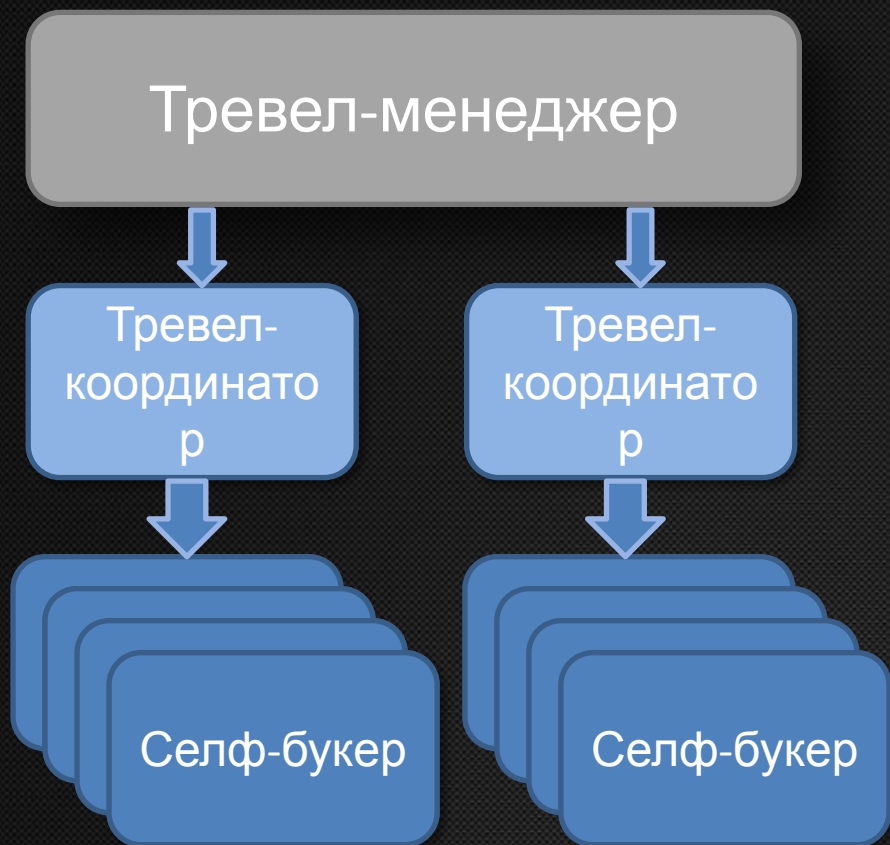 Тревел-менеджер
Тревел-
координато
р
Тревел-
координато
р
Селф-букер
Селф-букер